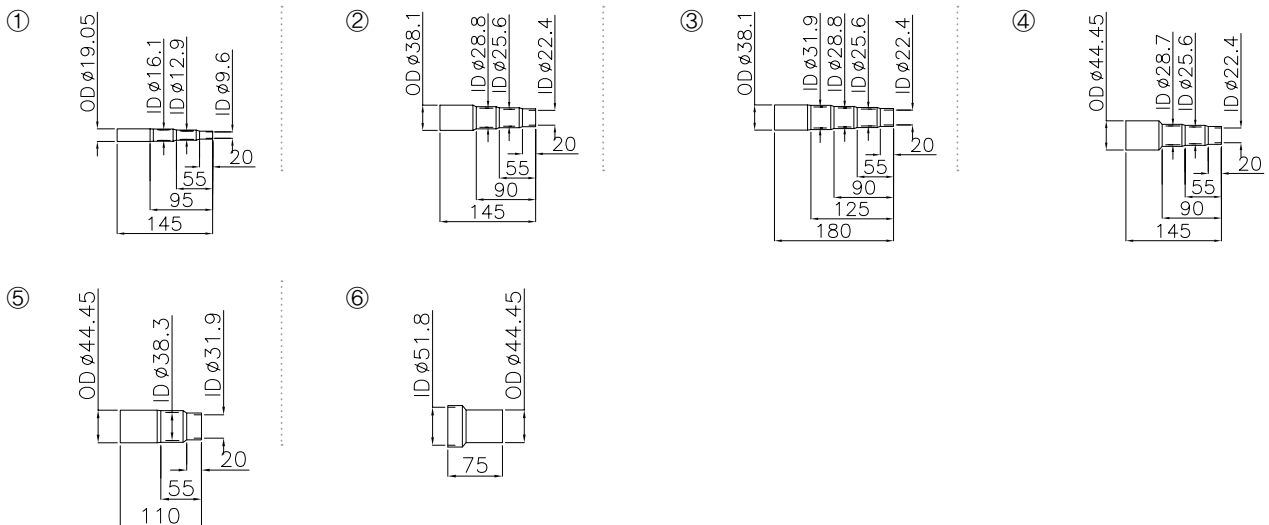 ①
OD ø19.05
ID ø16.1
ID ø12.9
ID ø9.6
20
55
95
145
②
OD ø38.1
ID ø28.8
ID ø25.6
ID ø22.4
20
55
90
145
③
OD ø38.1
ID ø31.9
ID ø28.8
ID ø25.6
ID ø22.4
20
55
90
125
180
④
OD ø44.45
ID ø28.7
ID ø25.6
ID ø22.4
20
55
90
145
⑤
OD ø44.45
ID ø38.3
ID ø31.9
20
55
110
⑥
ID ø51.8
OD ø44.45
75